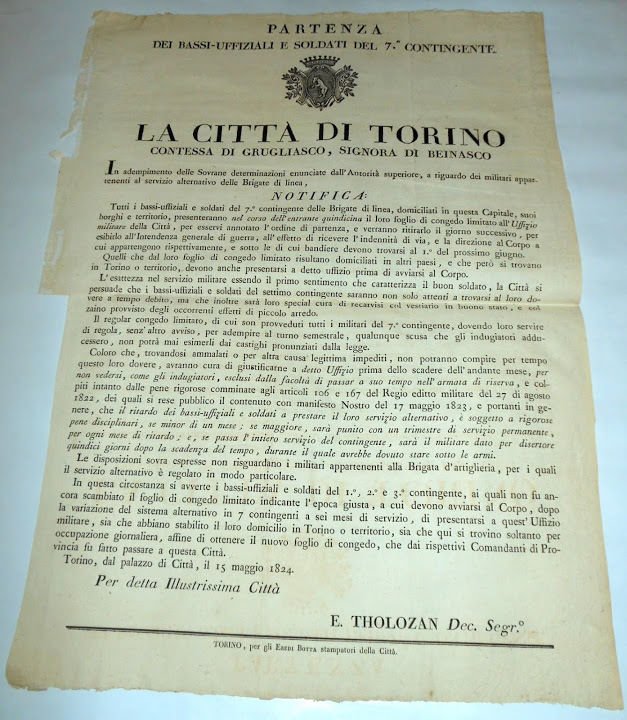 PARTENZA
DEI BASSI-UFFIZIALI E SOLDATI DEL 7.º CONTINGENTE.
LA CITTÀ DI TORINO
CONTESSA DI GRUGLIASCO, SIGNORA DI BEINASCO
In adempimento delle Sovrane determinazioni enunciate dall'Autorità superiore, a riguardo dei militari appar-
tenenti al servizio alternativo delle Brigate di linea,
NOTIFICA:
Tutti i bassi-uffiziali e soldati del 7.º contingente delle Brigate di linea, domiciliati in questa Capitale, suoi
borghi e territorio, presenteranno nel corso dell'entrante quindicina il loro foglio di congedo limitato all'Uffizio
militare della Città, per esservi annotato l'ordine di partenza, e verranno ritirarlo il giorno successivo, per
esibirlo all'Intendenza generale di guerra, all'effetto di ricevere l'indennità di via, e la direzione al Corpo a
cui appartengono rispettivamente, e sotto le di cui bandiere devono trovarsi al 1.º del prossimo giugno.
Quelli che dal loro foglio di congedo limitato risultano domiciliati in altri paesi, e che però si trovano
in Torino o territorio, devono anche presentarsi a detto uffizio prima di avviarsi al Corpo.
L'esattezza nel servizio militare essendo il primo sentimento che caratterizza il buon soldato, la Città si
persuade che i bassi-uffiziali e soldati del settimo contingente saranno non solo attenti a trovarsi al loro do-
vere a tempo debito, ma che inoltre sarà loro special cura di recarvisi col vestiario in buono stato, e col
zaino provvisto degli occorrenti effetti di piccolo arredo.
Il regolar congedo limitato, di cui son provveduti tutti i militari del 7.º contingente, dovendo loro servire
di regola, senz'altro avviso, per adempire al turno semestrale, qualunque scusa che gli indugiatori addu-
cessero, non potrà mai esimerli dai castighi pronunziati dalla legge.
Coloro che, trovandosi ammalati o per altra causa legittima impediti, non potranno compire per tempo
questo loro dovere, avranno cura di giustificarne a detto Uffizio prima dello scadere dell'andante mese, per
non vedersi, come gli indugiatori, esclusi dalla facoltà di passar a suo tempo nell'armata di riserva, e col-
piti intanto dalle pene rigorose comminate agli articoli 106 e 167 del Regio editto militare del 27 di agosto
1822, dei quali si rese pubblico il contenuto con manifesto Nostro del 17 maggio 1823, e portanti in ge-
nere, che il ritardo dei bassi-uffiziali e soldati a prestare il loro servizio alternativo, è soggetto a rigorose
pene disciplinari, se minor di un mese; se maggiore, sarà punito con un trimestre di servizio permanente,
per ogni mese di ritardo; e, se passa l'intiero servizio del contingente, sarà il militare dato per disertore
quindici giorni dopo la scadenza del tempo, durante il quale avrebbe dovuto stare sotto le armi.
Le disposizioni sovra espresse non risguardano i militari appartenenti alla Brigata d'artiglieria, per i quali
il servizio alternativo è regolato in modo particolare.
In questa circostanza si avverte i bassi-uffiziali e soldati del 1.º, 2.º e 3.º contingente, ai quali non fu an-
cora scambiato il foglio di congedo limitato indicante l'epoca giusta, a cui devono avviarsi al Corpo, dopo
la variazione del sistema alternativo in 7 contingenti a sei mesi di servizio, di presentarsi a quest'Uffizio
militare, sia che abbiano stabilito il loro domicilio in Torino o territorio, sia che qui si trovino soltanto per
occupazione giornaliera, affine di ottenere il nuovo foglio di congedo, che dai rispettivi Comandanti di Pro-
vincia fu fatto passare a questa Città.
Torino, dal palazzo di Città, il 15 maggio 1824.
Per detta Illustrissima Città
E. THOLOZAN Dec. Segr.º
TORINO, per gli EREDI BOTTA stampatori della Città.